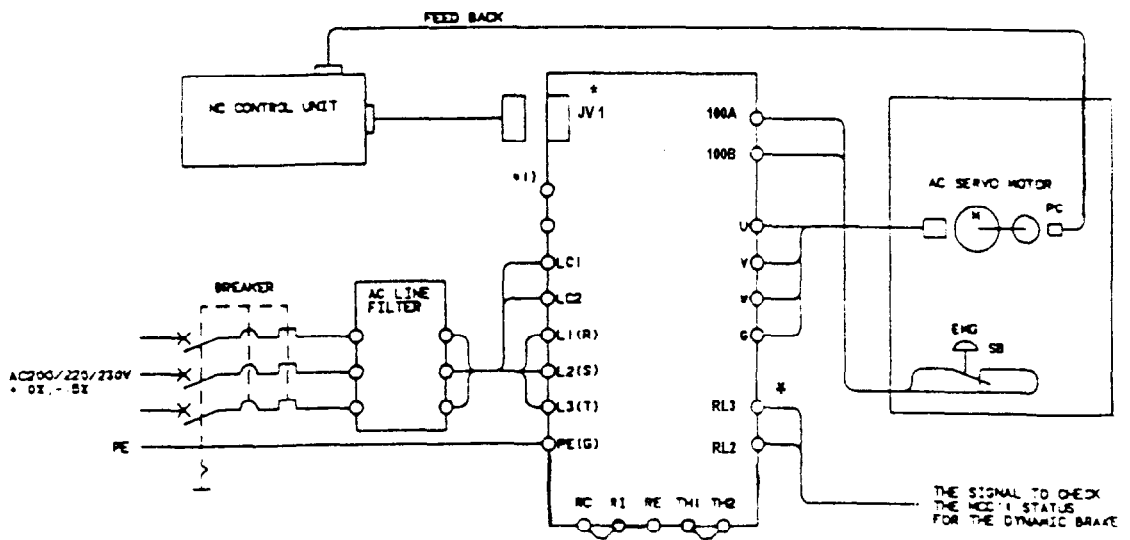 FEED BACK
NC CONTROL UNIT
*
JV1
100A
100B
AC SERVO MOTOR
M
PC
U
V
W
G
LC1
LC2
BREAKER
AC LINE
FILTER
L1(R)
L2(S)
L3(T)
AC200/220/230V
PE
PE(G)
EMG
SB
*
RL3
RL2
RC RI RE TH1 TH2
THE SIGNAL TO CHECK
THE STATUS
FOR THE DYNAMIC BRAKE